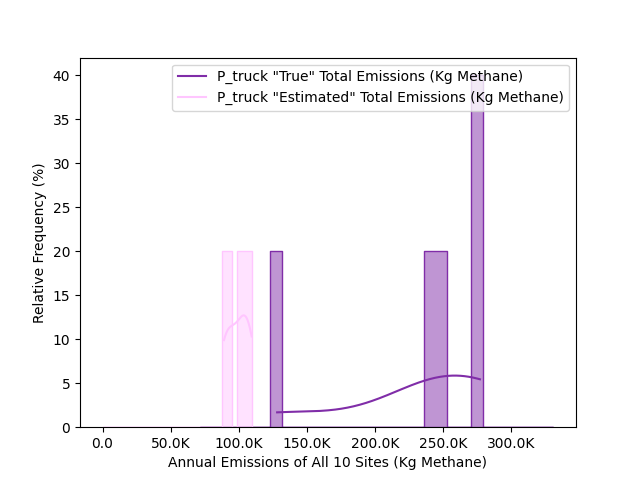 P_truck "True" Total Emissions (Kg Methane)
P_truck "Estimated" Total Emissions (Kg Methane)
Relative Frequency (%)
40
35
30
25
20
15
10
5
0
0.0 50.0K 100.0K 150.0K 200.0K 250.0K 300.0K
Annual Emissions of All 10 Sites (Kg Methane)